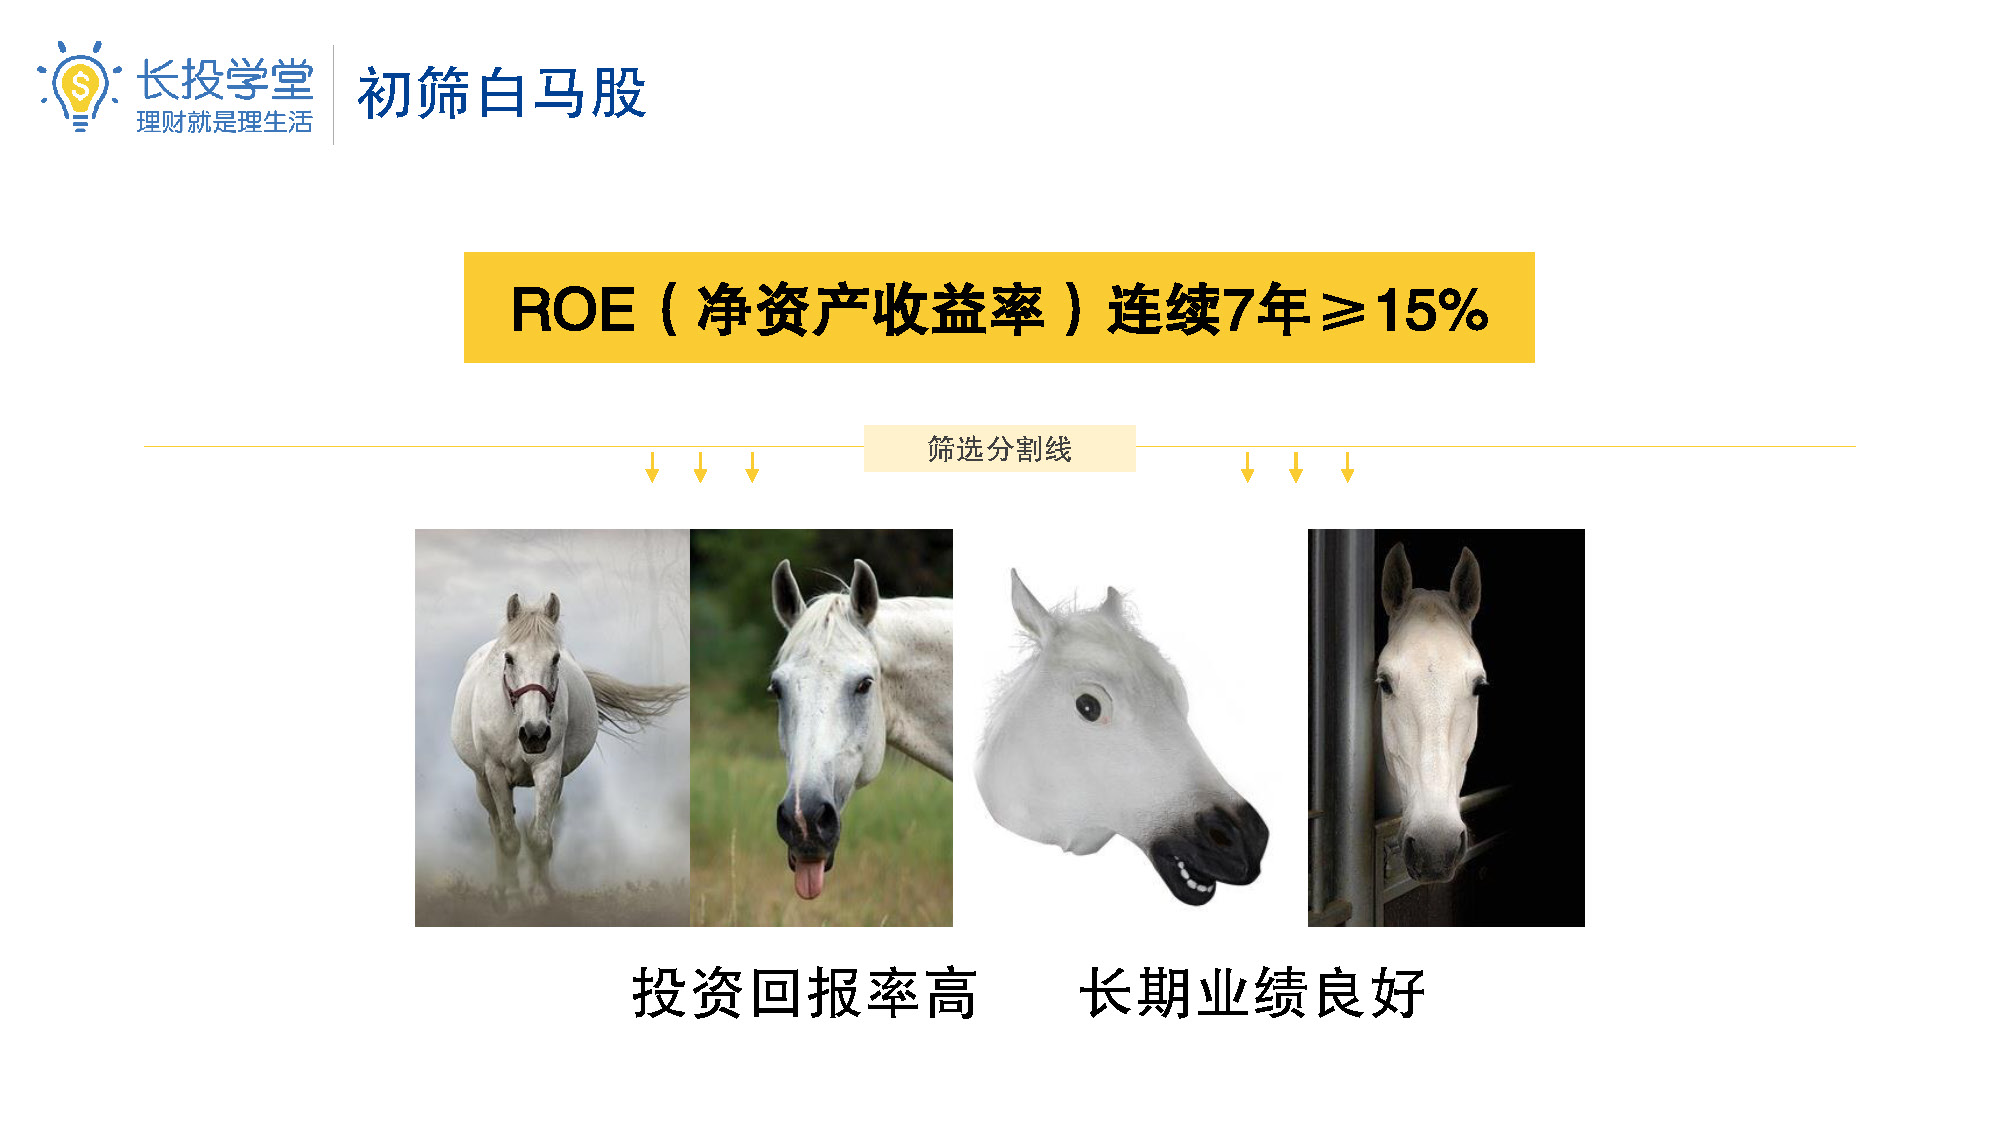 长投学堂
理财就是理生活
初筛白马股
ROE（净资产收益率）连续7年≥15%
筛选分割线
投资回报率高
长期业绩良好